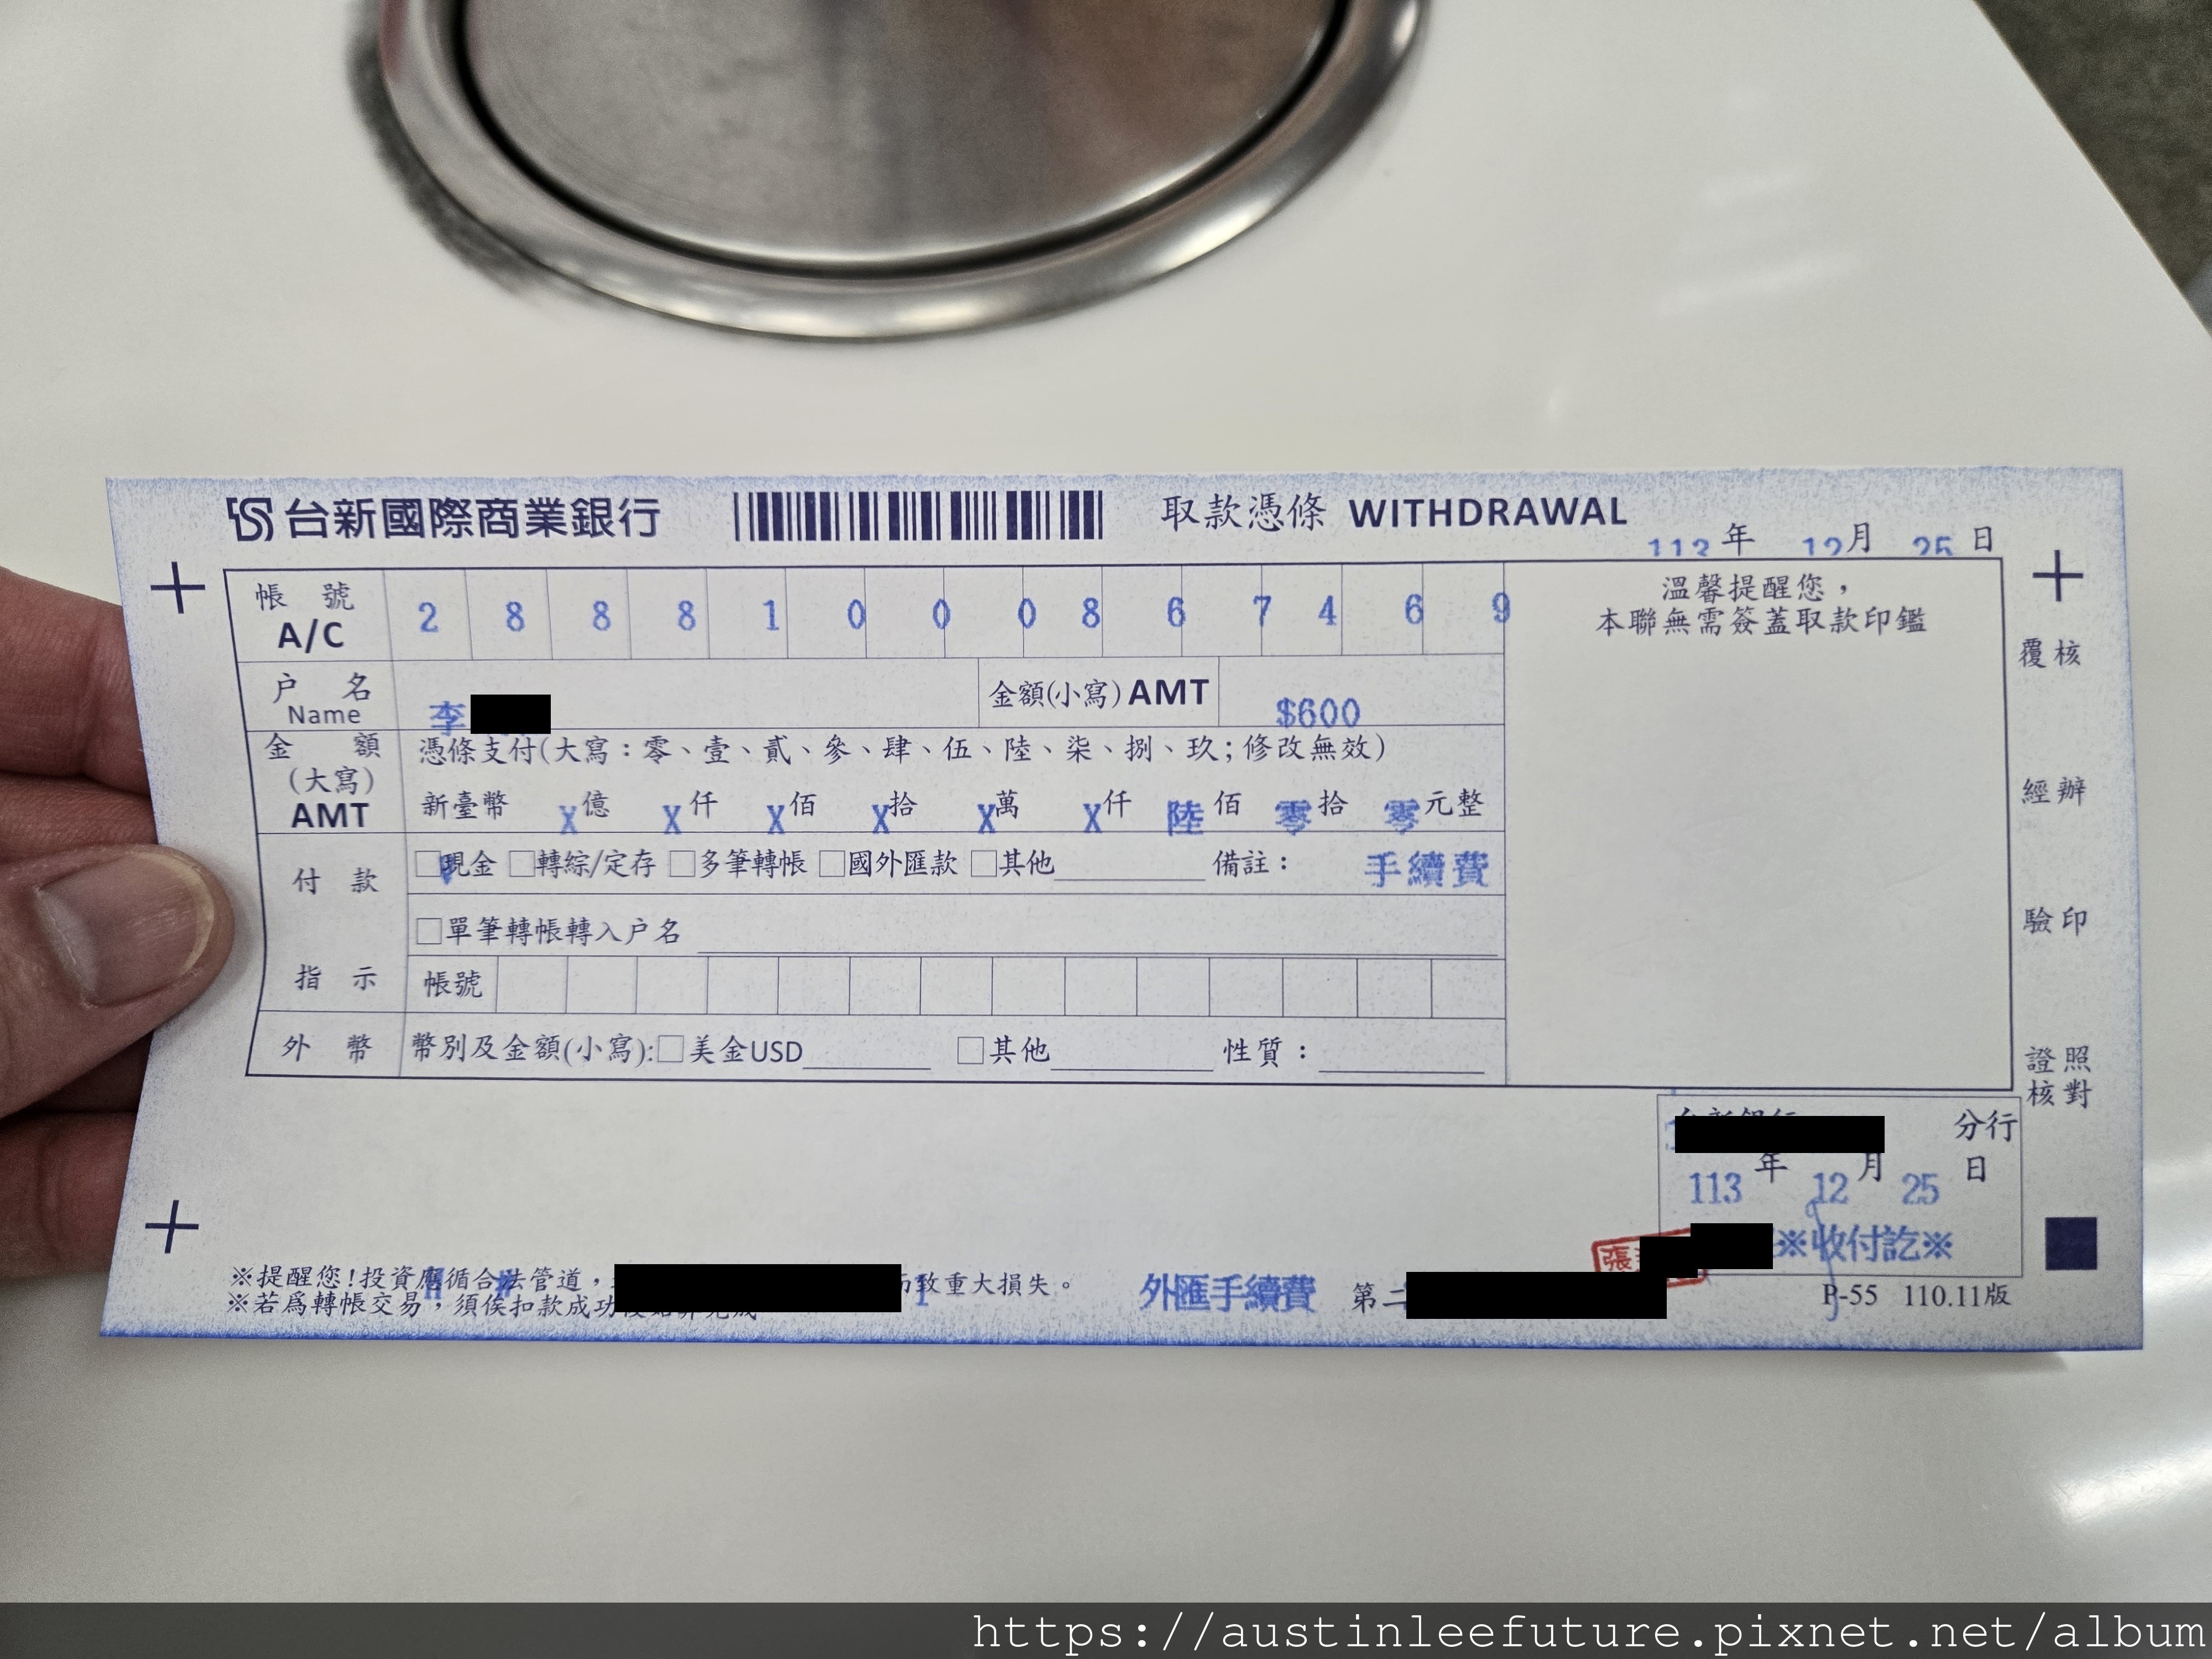 台新國際商業銀行 取款憑條 WITHDRAWAL
113 年 12 月 25 日
帳號 A/C 2 8 8 8 1 0 0 0 8 6 7 4 6 9
溫馨提醒您，
本聯無需簽蓋取款印鑑
戶名 Name 李 金額(小寫) AMT $600
金額 (大寫) AMT
憑條支付(大寫：零、壹、貳、參、肆、伍、陸、柒、捌、玖；修改無效)
新臺幣 X億 X仟 X佰 X拾 X萬 X仟 陸佰 零拾 零元整
付款指示
□現金 □轉綜/定存 □多筆轉帳 □國外匯款 □其他 備註： 手續費
□單筆轉帳轉入戶名
帳號
外幣 幣別及金額(小寫):□美金USD □其他 性質：
覆核
經辦
驗印
證照核對
分行
113 年 12 月 25 日
※收付訖※
張
※提醒您!投資應循合法管道， 而致重大損失。
※若為轉帳交易，須俟扣款成功
外匯手續費 第二
P-55 110.11版
https://austinleefuture.pixnet.net/album